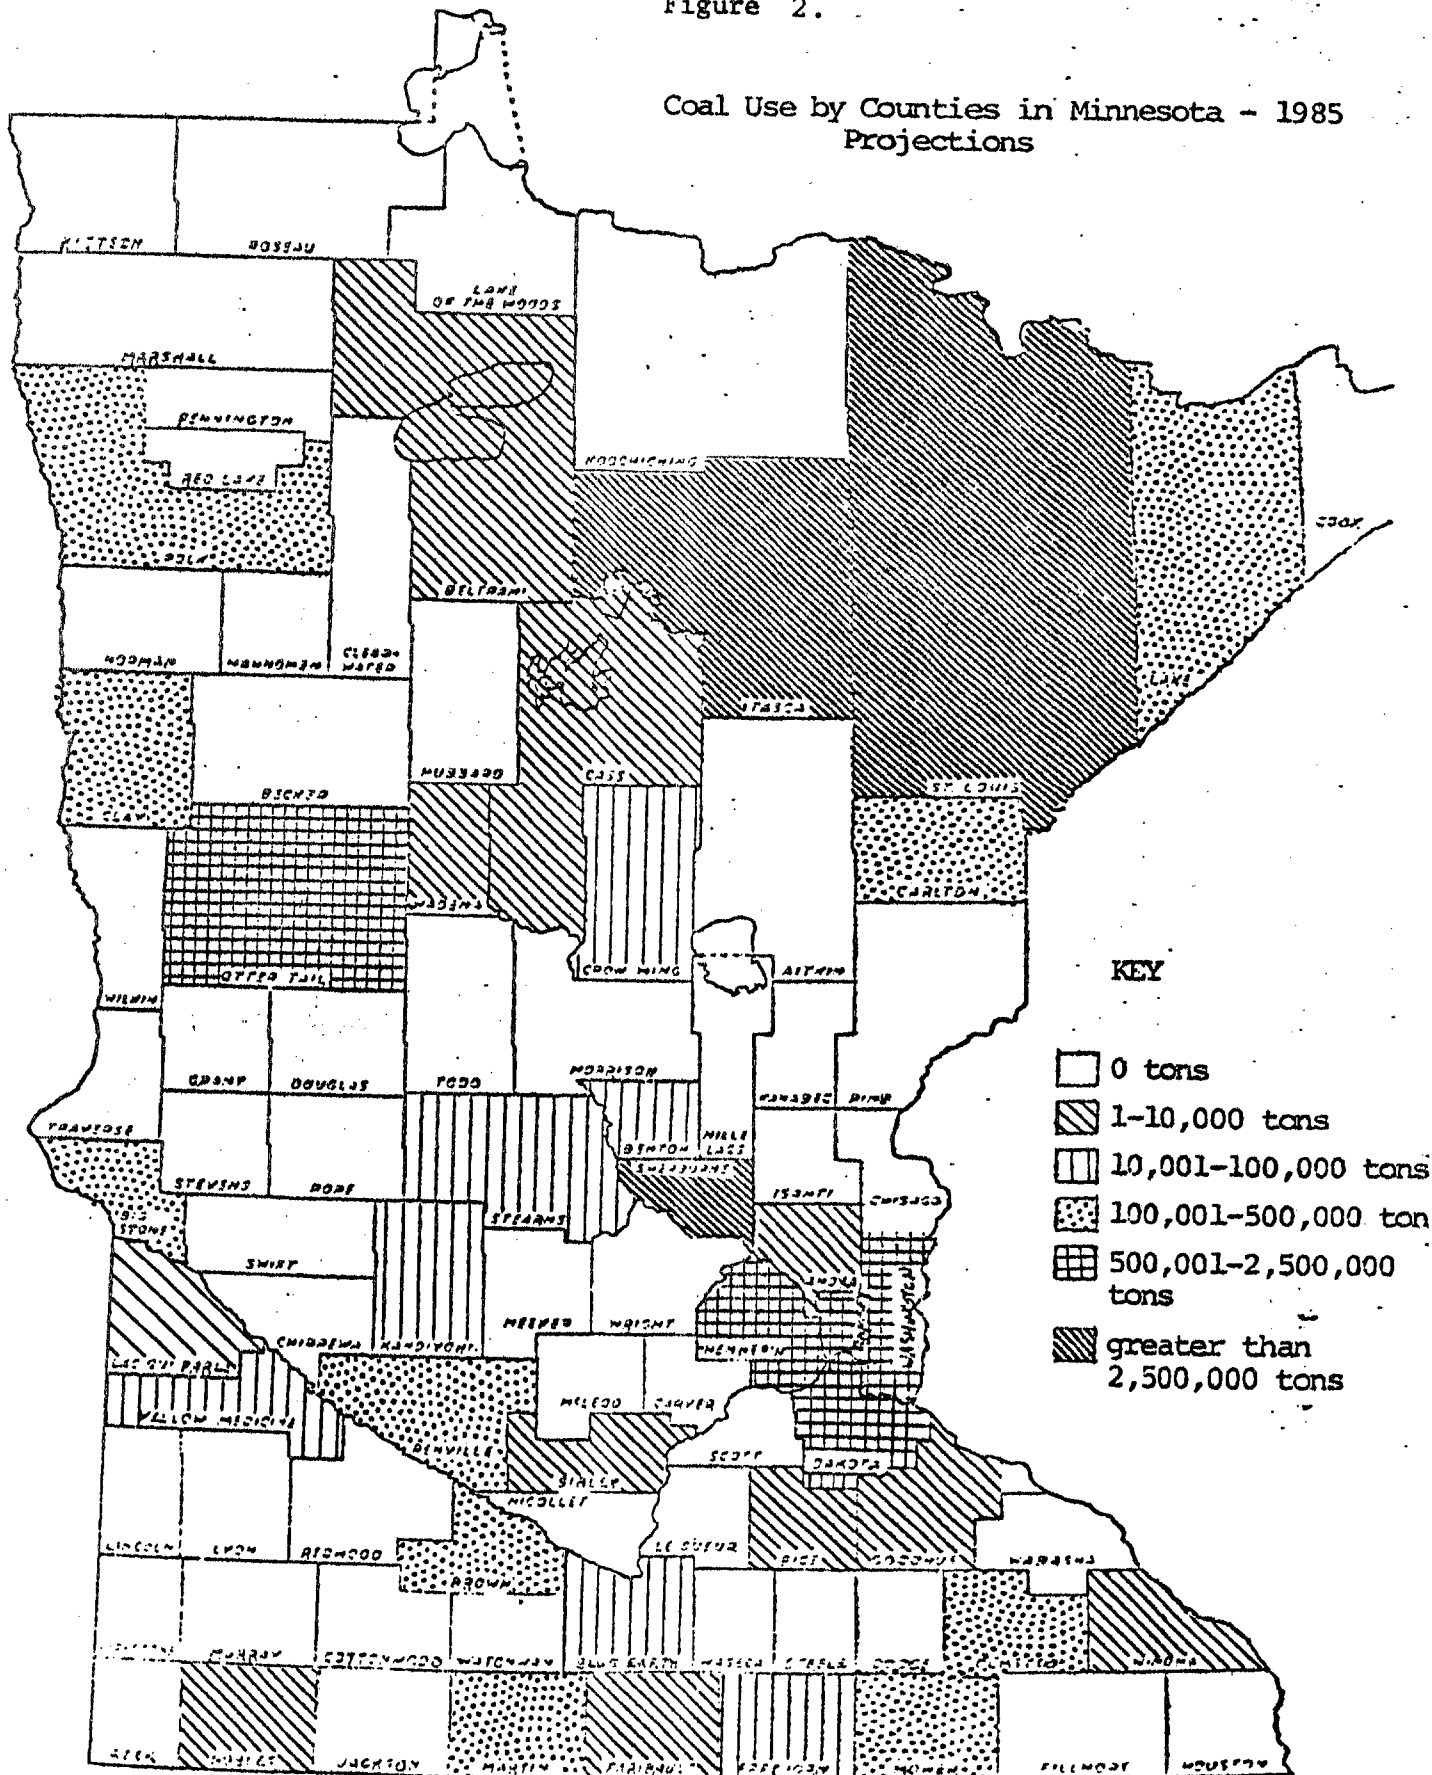 Figure 2.
Coal Use by Counties in Minnesota - 1985
Projections
KITTSON
ROSEAU
LAKE
OF THE WOODS
MARSHALL
PENNINGTON
RED LAKE
KOOCHICHING
COOK
POLK
BELTRAMI
NORMAN
MAHNOMEN
CLEAR-
WATER
LAKE
ITASCA
HUBBARD
CASS
ST. LOUIS
BECKER
CLAY
CARLTON
WADENA
OTTER TAIL
CROW WING
AITKIN
WILKIN
KEY
0 tons
1-10,000 tons
10,001-100,000 tons
100,001-500,000 ton
500,001-2,500,000
tons
greater than
2,500,000 tons
GRANT
DOUGLAS
TODD
MORRISON
KANABEC
PINE
TRAVERSE
BENTON
MILLE
LACS
SHERBURNE
STEVENS
POPE
STEARNS
ISANTI
CHISAGO
BIG
STONE
SWIFT
ANOKA
WASHINGTON
MEEKER
WRIGHT
CHIPPEWA
KANDIYOHI
HENNEPIN
LAC QUI PARLE
MCLEOD
CARVER
YELLOW MEDICINE
RENVILLE
SCOTT
DAKOTA
SIBLEY
NICOLLET
LINCOLN
LYON
REDWOOD
LE SUEUR
RICE
GOODHUE
WABASHA
BROWN
MURRAY
COTTONWOOD
WATONWAN
BLUE EARTH
WASECA
STEELE
DODGE
OLMSTED
WINONA
ROCK
NOBLES
JACKSON
MARTIN
FARIBAULT
FREEBORN
MOWER
FILLMORE
HOUSTON